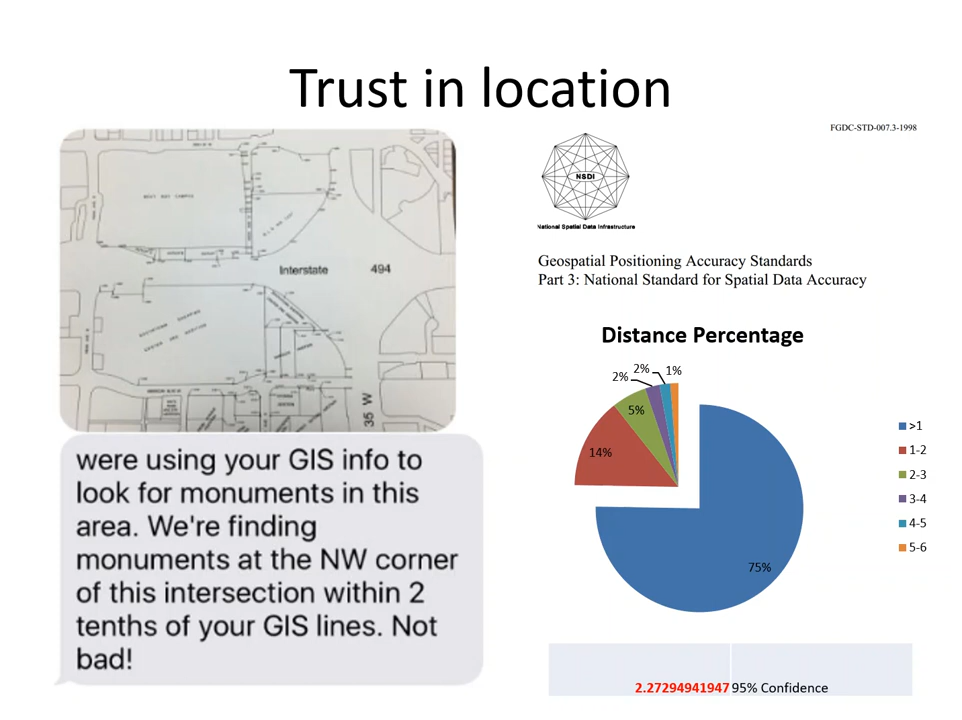 Trust in location
Interstate 494
35 W
were using your GIS info to
look for monuments in this
area. We're finding
monuments at the NW corner
of this intersection within 2
tenths of your GIS lines. Not
bad!
FGDC-STD-007.3-1998
NSDI
National Spatial Data Infrastructure
Geospatial Positioning Accuracy Standards
Part 3: National Standard for Spatial Data Accuracy
Distance Percentage
2%
2%
1%
5%
14%
75%
>1
1-2
2-3
3-4
4-5
5-6
2.27294941947 95% Confidence